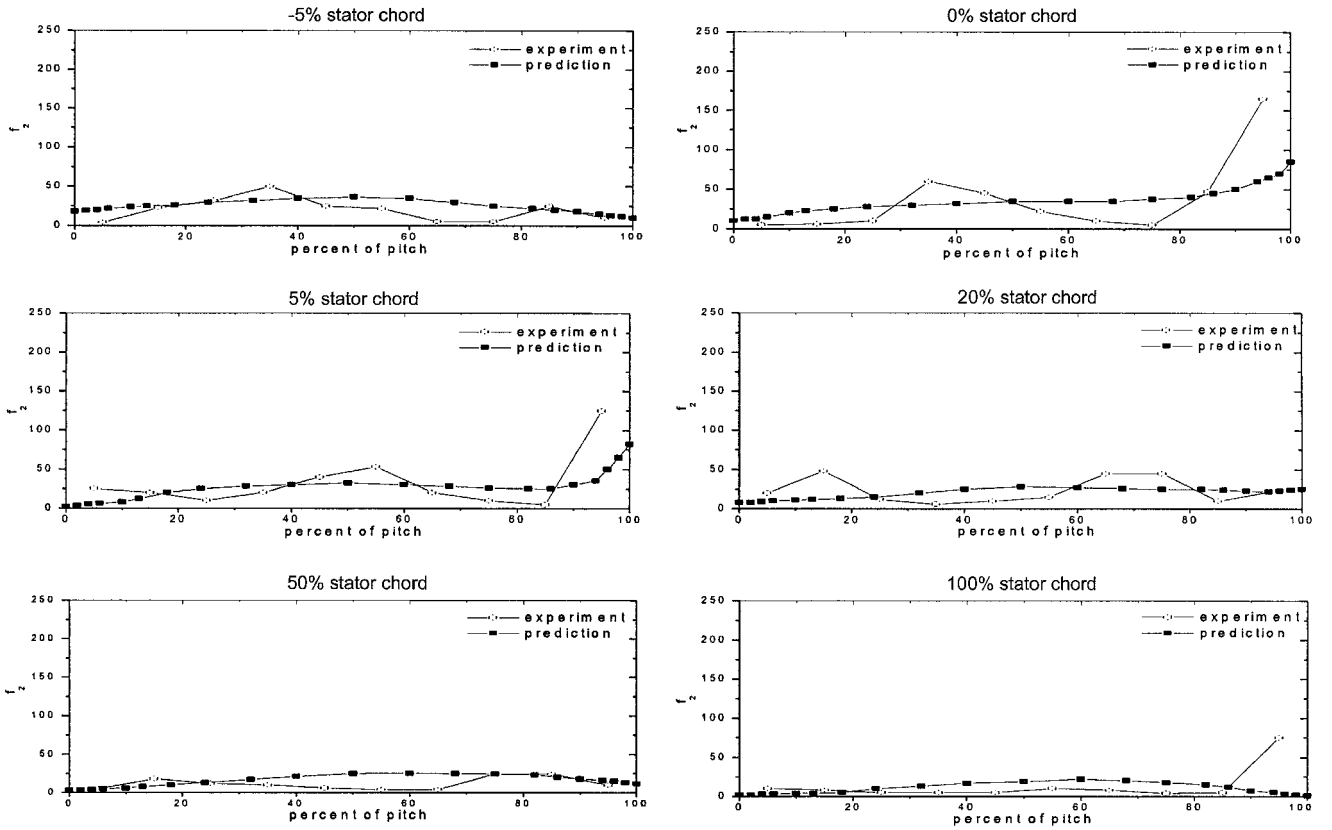 -5% stator chord
250
200
150
100
50
0
f2
experiment
prediction
0 20 40 60 80 100
percent of pitch
0% stator chord
250
200
150
100
50
0
f2
experiment
prediction
0 20 40 60 80 100
percent of pitch
5% stator chord
250
200
150
100
50
0
f2
experiment
prediction
0 20 40 60 80 100
percent of pitch
20% stator chord
250
200
150
100
50
0
f2
experiment
prediction
0 20 40 60 80 100
percent of pitch
50% stator chord
250
200
150
100
50
0
f2
experiment
prediction
0 20 40 60 80 100
percent of pitch
100% stator chord
250
200
150
100
50
0
f2
experiment
prediction
0 20 40 60 80 100
percent of pitch